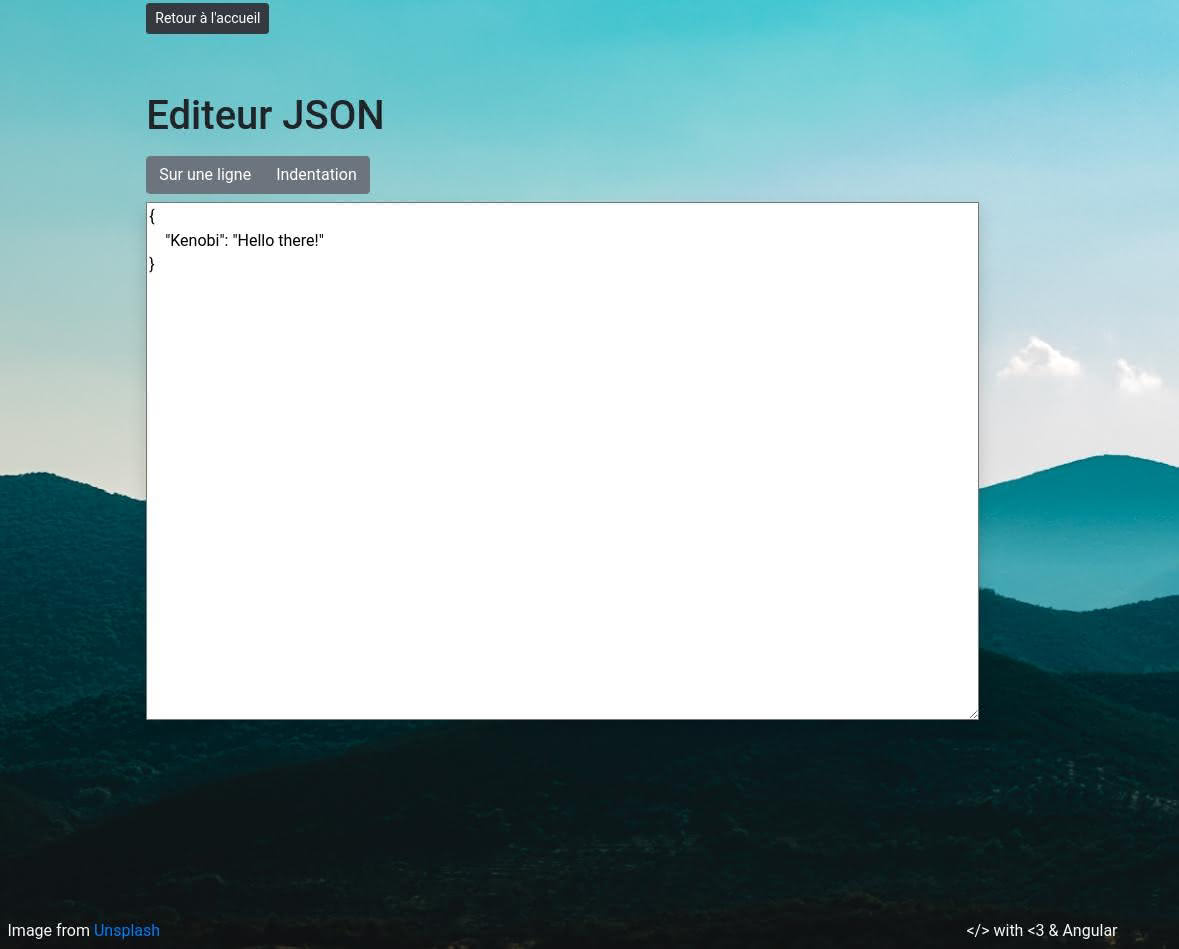 Retour à l'accueil
Editeur JSON
Sur une ligne Indentation
{
    "Kenobi": "Hello there!"
}
Image from Unsplash
</> with <3 & Angular